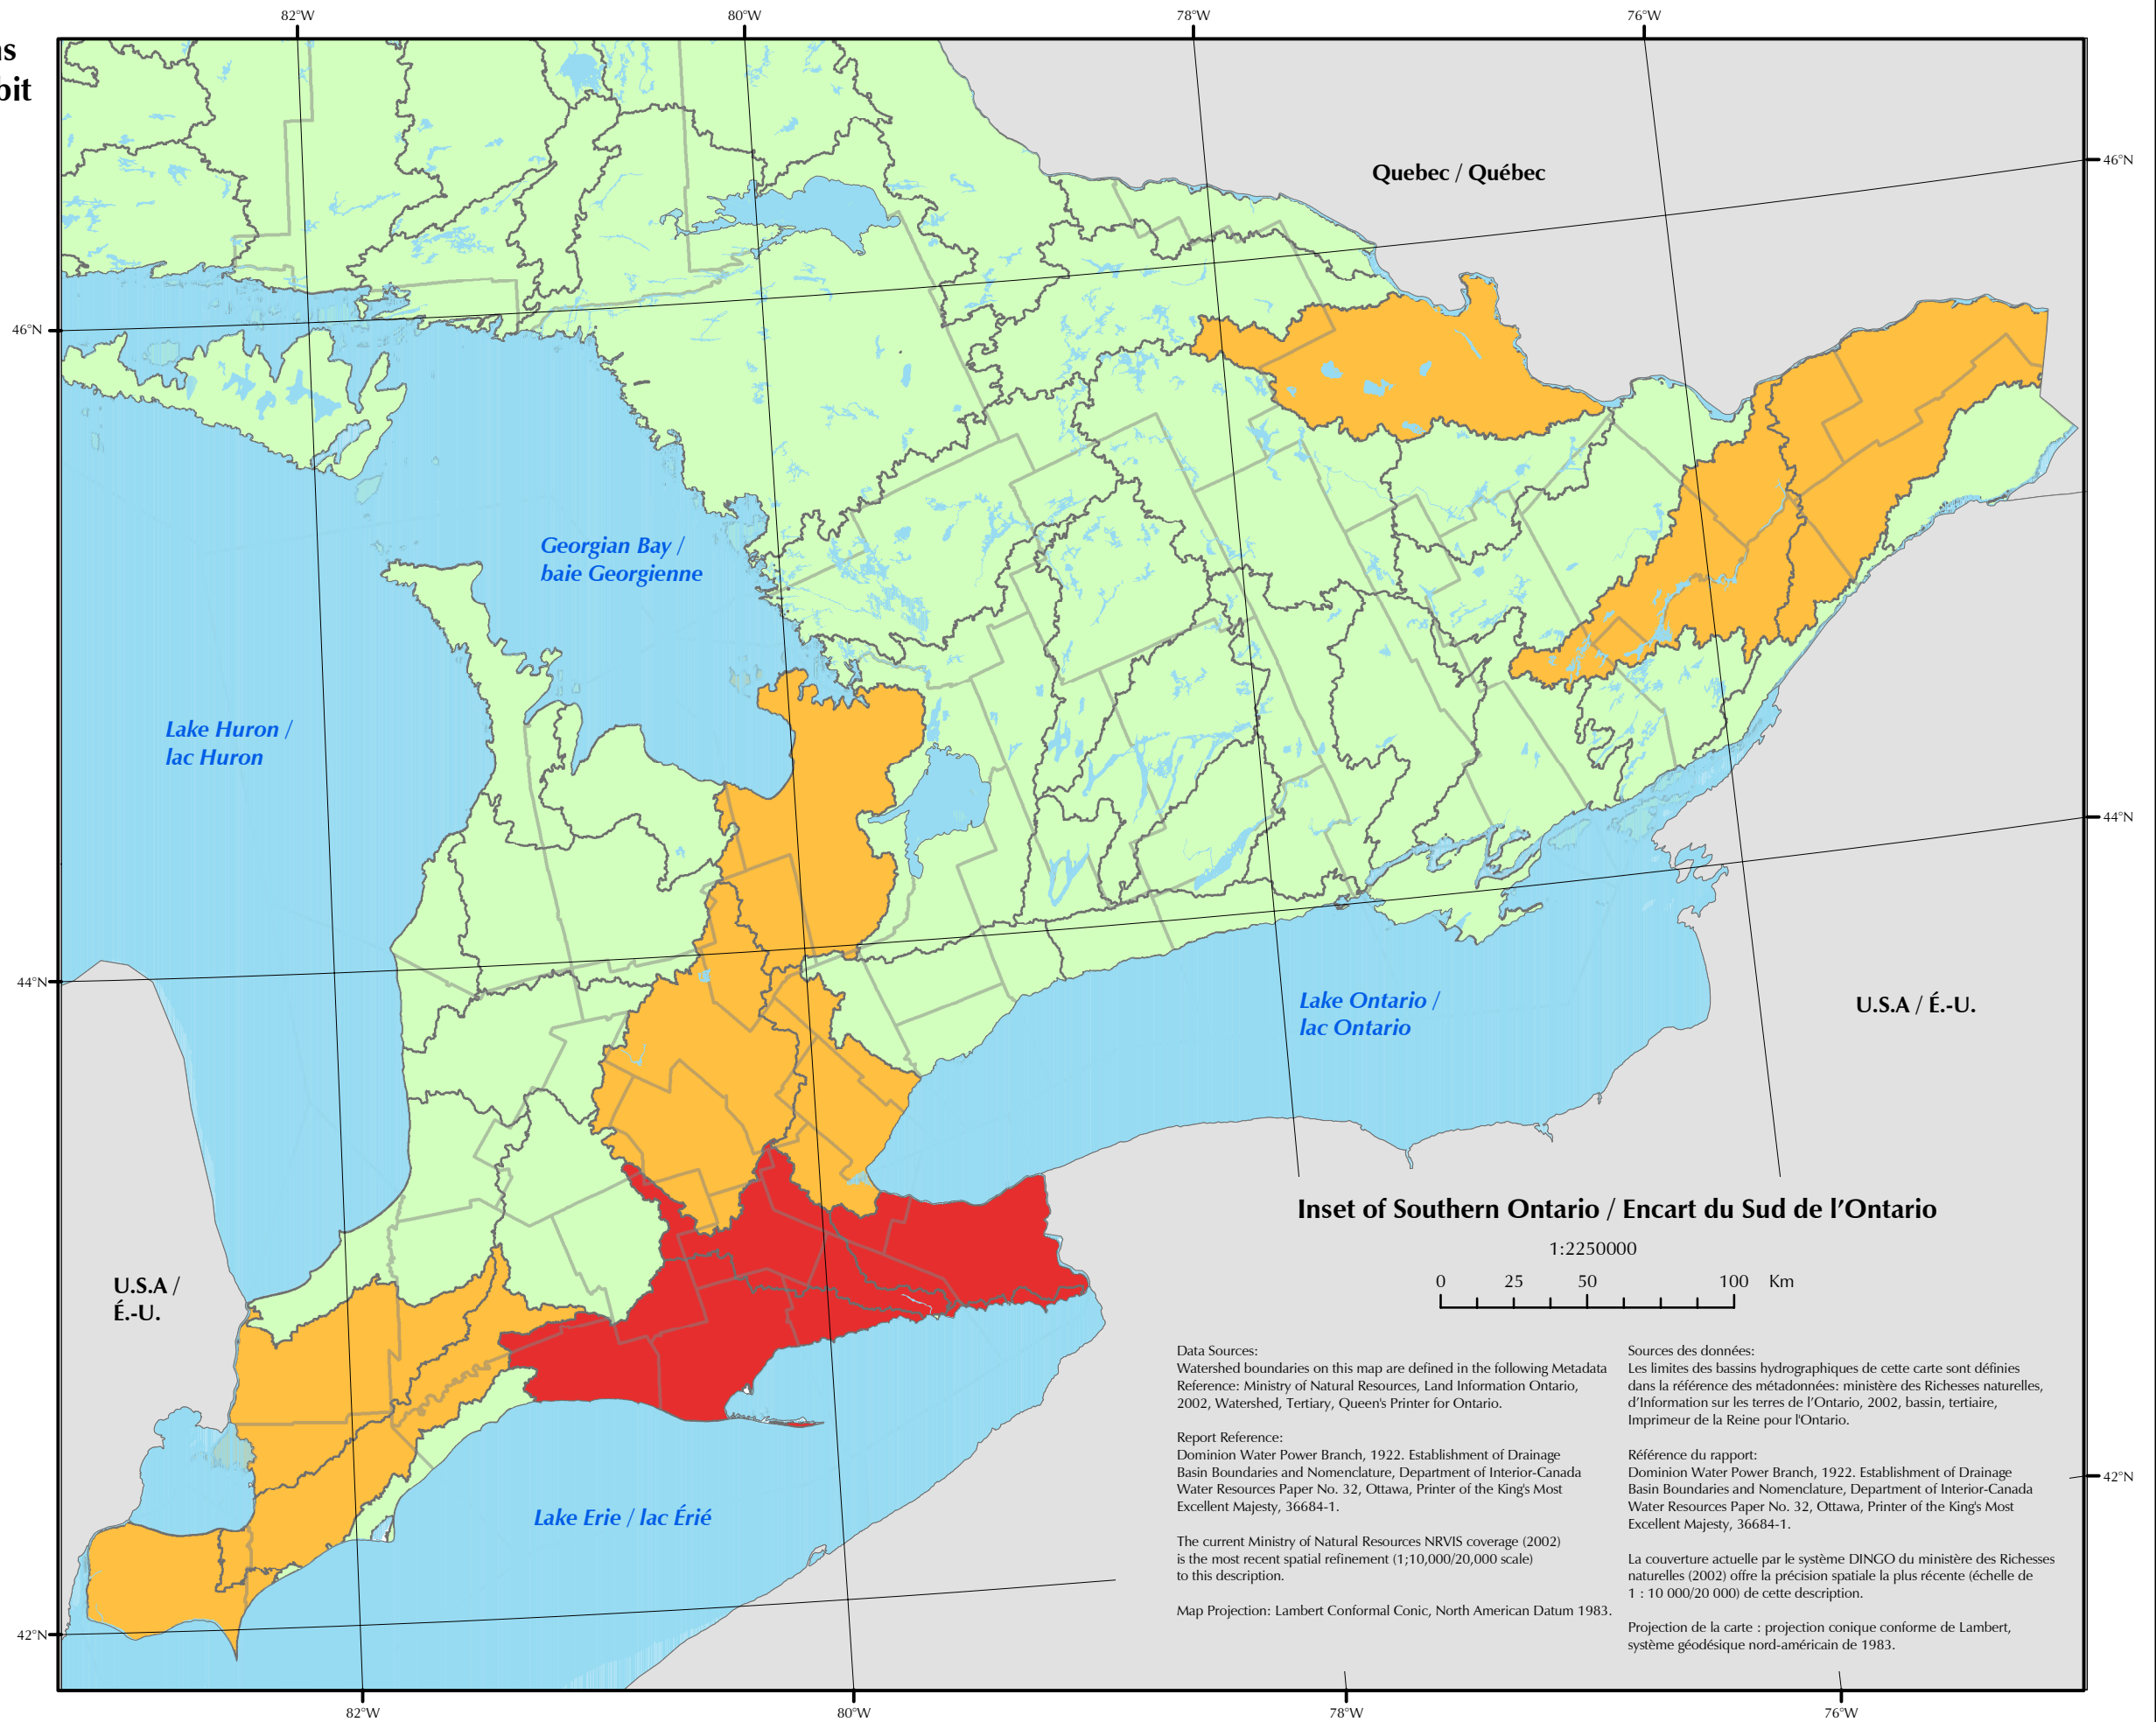 82°W
80°W
78°W
76°W
bit
46°N
46°N
Quebec / Québec
Georgian Bay /
baie Georgienne
Lake Huron /
lac Huron
44°N
44°N
Lake Ontario /
lac Ontario
U.S.A / É.-U.
U.S.A /
É.-U.
Inset of Southern Ontario / Encart du Sud de l’Ontario
1:2250000
0 25 50 100 Km
Lake Erie / lac Érié
Data Sources:
Watershed boundaries on this map are defined in the following Metadata
Reference: Ministry of Natural Resources, Land Information Ontario,
2002, Watershed, Tertiary, Queen's Printer for Ontario.
Report Reference:
Dominion Water Power Branch, 1922. Establishment of Drainage
Basin Boundaries and Nomenclature, Department of Interior-Canada
Water Resources Paper No. 32, Ottawa, Printer of the King's Most
Excellent Majesty, 36684-1.
The current Ministry of Natural Resources NRVIS coverage (2002)
is the most recent spatial refinement (1;10,000/20,000 scale)
to this description.
Map Projection: Lambert Conformal Conic, North American Datum 1983.
Sources des données:
Les limites des bassins hydrographiques de cette carte sont définies
dans la référence des métadonnées: ministère des Richesses naturelles,
d’Information sur les terres de l’Ontario, 2002, bassin, tertiaire,
Imprimeur de la Reine pour l'Ontario.
Référence du rapport:
Dominion Water Power Branch, 1922. Establishment of Drainage
Basin Boundaries and Nomenclature, Department of Interior-Canada
Water Resources Paper No. 32, Ottawa, Printer of the King's Most
Excellent Majesty, 36684-1.
La couverture actuelle par le système DINGO du ministère des Richesses
naturelles (2002) offre la précision spatiale la plus récente (échelle de
1 : 10 000/20 000) de cette description.
Projection de la carte : projection conique conforme de Lambert,
système géodésique nord-américain de 1983.
42°N
42°N
82°W
80°W
78°W
76°W